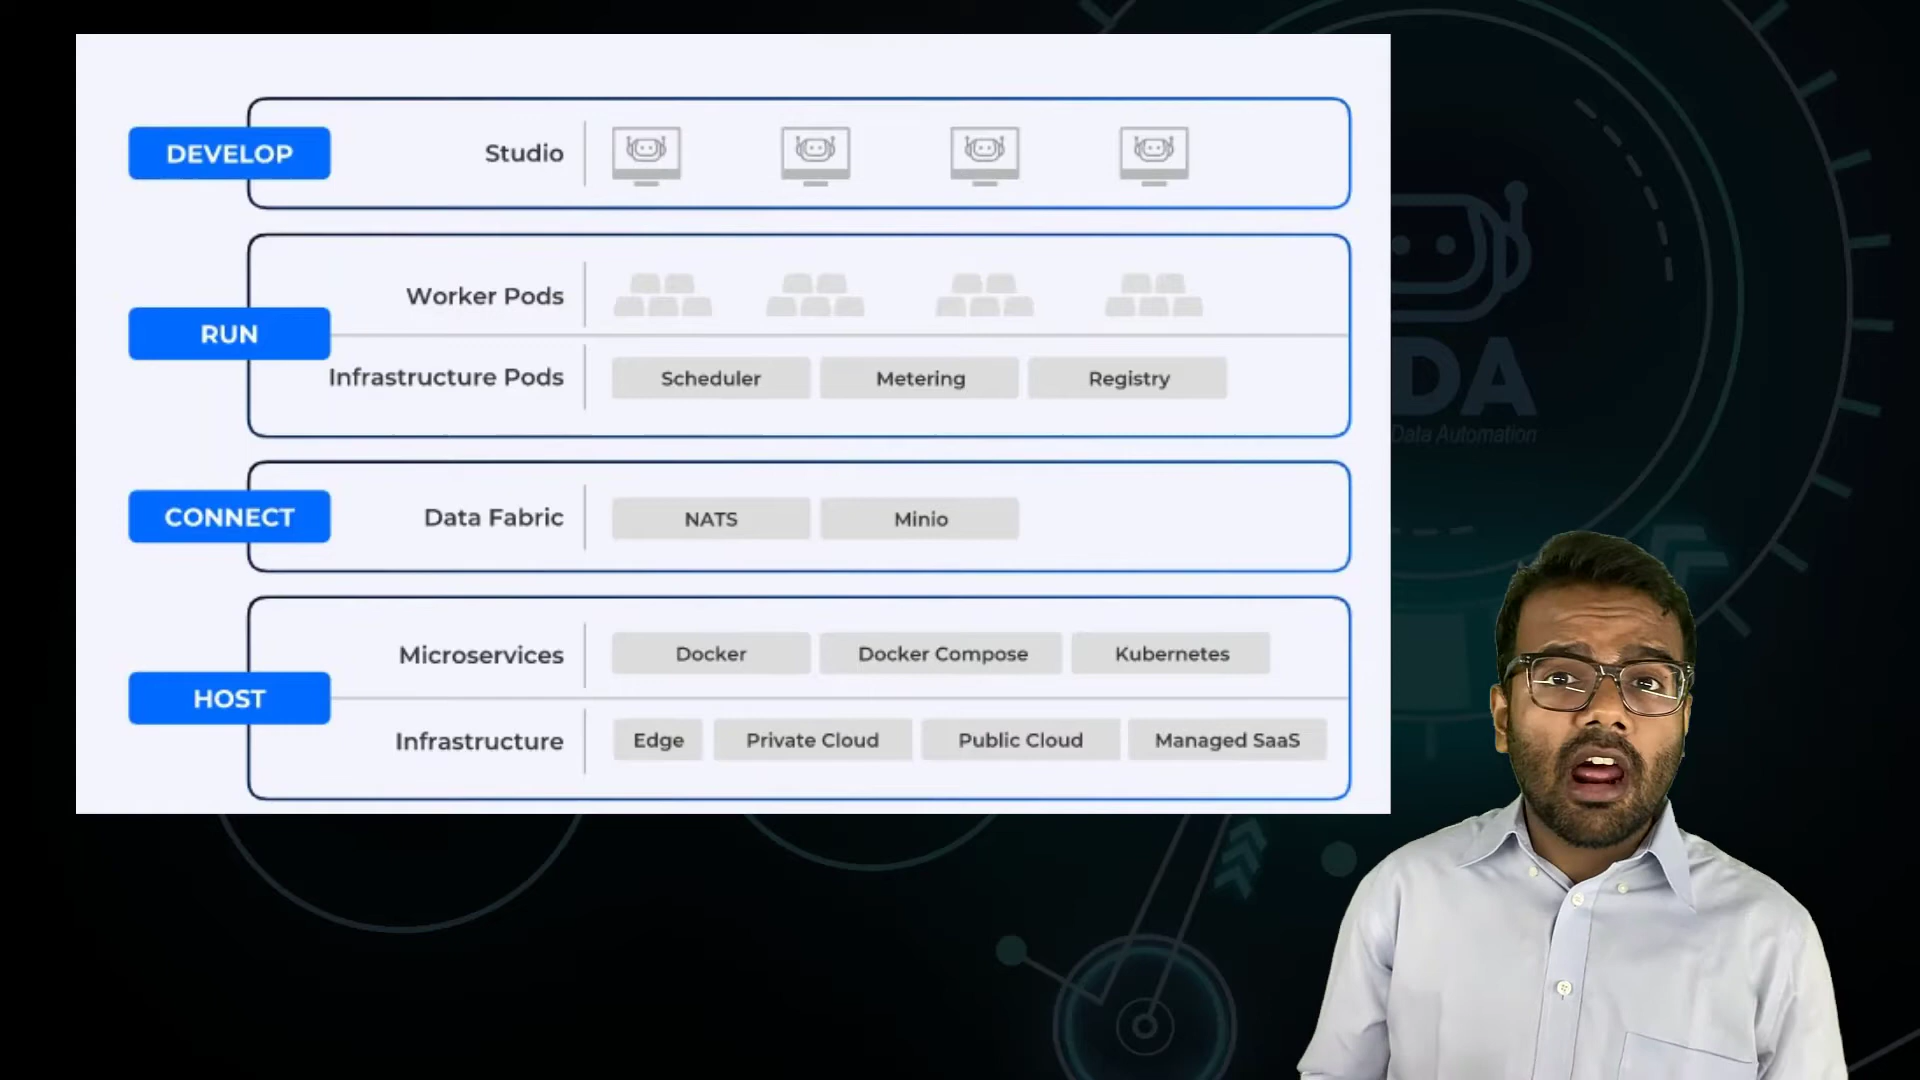 DEVELOP
Studio
RUN
Worker Pods
Infrastructure Pods
Scheduler
Metering
Registry
CONNECT
Data Fabric
NATS
Minio
HOST
Microservices
Docker
Docker Compose
Kubernetes
Infrastructure
Edge
Private Cloud
Public Cloud
Managed SaaS
DA
Data Automation